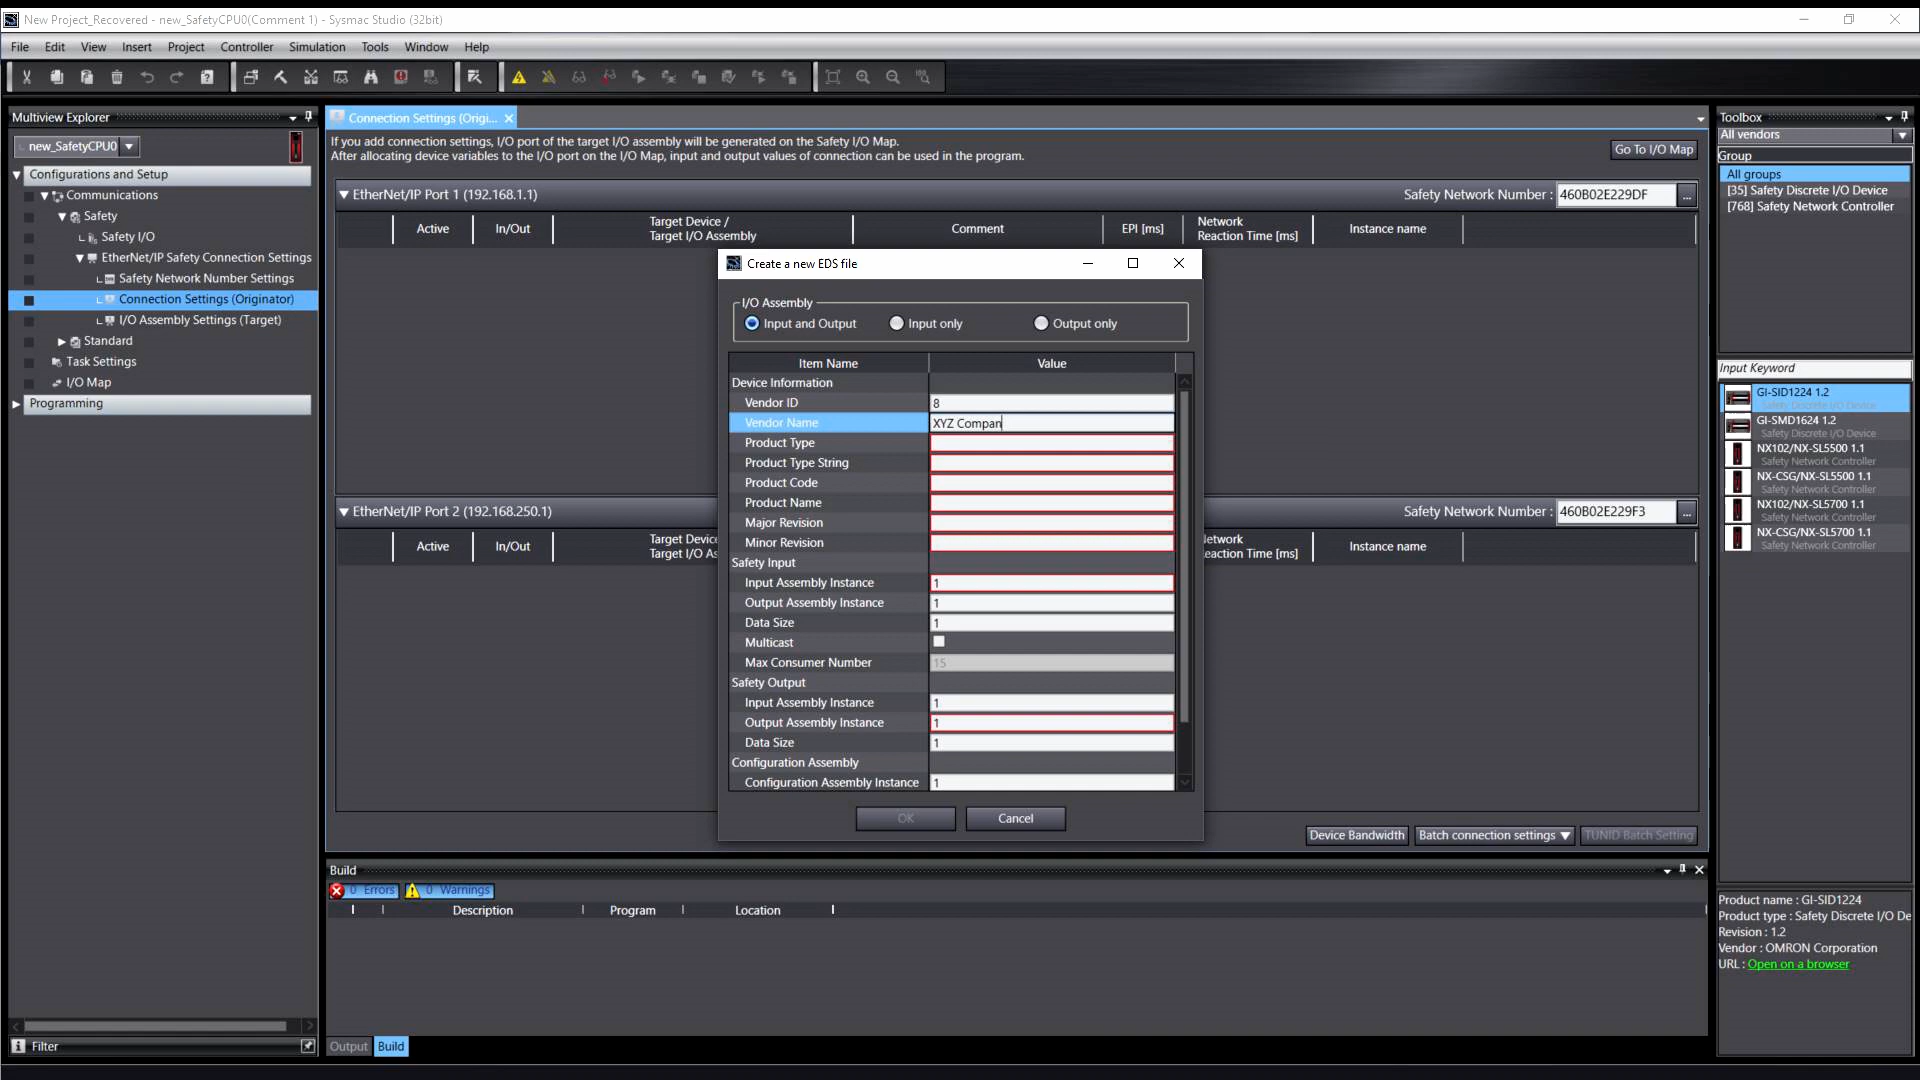 New Project_Recovered - new_SafetyCPU0(Comment 1) - Sysmac Studio (32bit)
File Edit View Insert Project Controller Simulation Tools Window Help
Multiview Explorer
new_SafetyCPU0
Configurations and Setup
Communications
Safety
Safety I/O
EtherNet/IP Safety Connection Settings
Safety Network Number Settings
Connection Settings (Originator)
I/O Assembly Settings (Target)
Standard
Task Settings
I/O Map
Programming
Filter
Connection Settings (Origi...
If you add connection settings, I/O port of the target I/O assembly will be generated on the Safety I/O Map.
After allocating device variables to the I/O port on the I/O Map, input and output values of connection can be used in the program.
Go To I/O Map
EtherNet/IP Port 1 (192.168.1.1) Safety Network Number : 460B02E229DF ...
Active In/Out Target Device / Target I/O Assembly Comment EPI [ms] Network Reaction Time [ms] Instance name
EtherNet/IP Port 2 (192.168.250.1) Safety Network Number : 460B02E229F3 ...
Active In/Out Target Device Target I/O As etwork eaction Time [ms] Instance name
Create a new EDS file
I/O Assembly
Input and Output Input only Output only
Item Name Value
Device Information
Vendor ID 8
Vendor Name XYZ Compan
Product Type
Product Type String
Product Code
Product Name
Major Revision
Minor Revision
Safety Input
Input Assembly Instance 1
Output Assembly Instance 1
Data Size 1
Multicast
Max Consumer Number 15
Safety Output
Input Assembly Instance 1
Output Assembly Instance 1
Data Size 1
Configuration Assembly
Configuration Assembly Instance 1
OK Cancel
Device Bandwidth Batch connection settings TUNID Batch Setting
Build
0 Errors 0 Warnings
Description Program Location
Output Build
Toolbox
All vendors
Group
All groups
[35] Safety Discrete I/O Device
[768] Safety Network Controller
Input Keyword
GI-SID1224 1.2
Safety Discrete I/O Device
GI-SMD1624 1.2
Safety Discrete I/O Device
NX102/NX-SL5500 1.1
Safety Network Controller
NX-CSG/NX-SL5500 1.1
Safety Network Controller
NX102/NX-SL5700 1.1
Safety Network Controller
NX-CSG/NX-SL5700 1.1
Safety Network Controller
Product name : GI-SID1224
Product type : Safety Discrete I/O De
Revision : 1.2
Vendor : OMRON Corporation
URL : Open on a browser